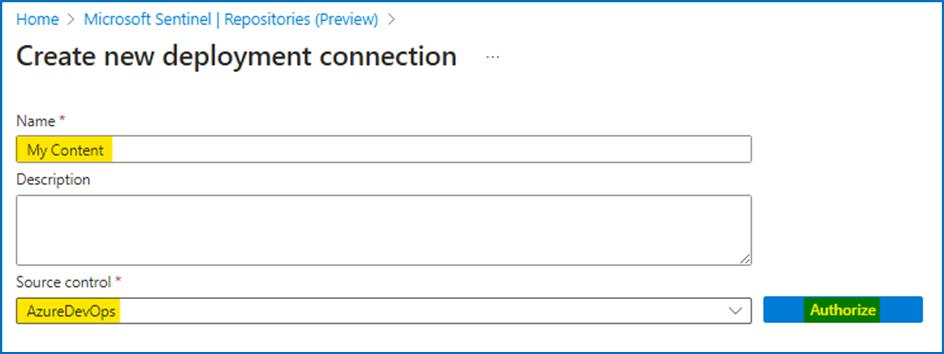 Home > Microsoft Sentinel | Repositories (Preview) >
Create new deployment connection ...
Name *
My Content
Description
Source control *
AzureDevOps
Authorize